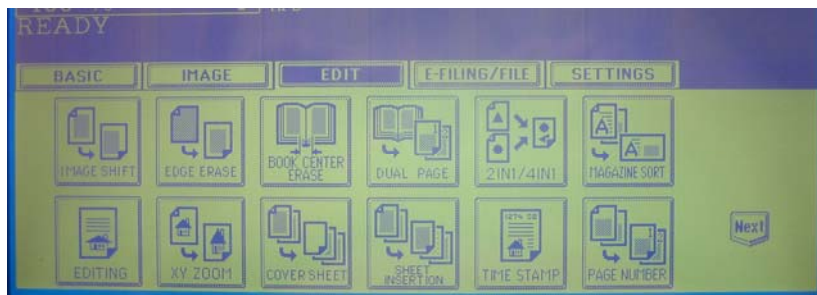 READY
BASIC IMAGE EDIT E-FILING/FILE SETTINGS
IMAGE SHIFT EDGE ERASE BOOK CENTER ERASE DUAL PAGE 2IN1/4IN1 MAGAZINE SORT
EDITING XY ZOOM COVER SHEET SHEET INSERTION TIME STAMP PAGE NUMBER
Next